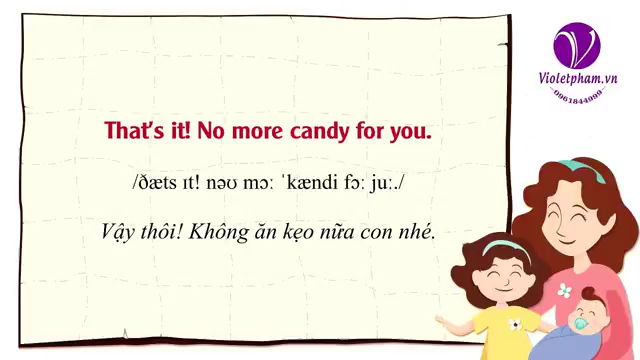 Violetpham.vn
0961844999
That's it! No more candy for you.
/ðæts ɪt! nəʊ mɔː ˈkændi fɔː juː./
Vậy thôi! Không ăn kẹo nữa con nhé.